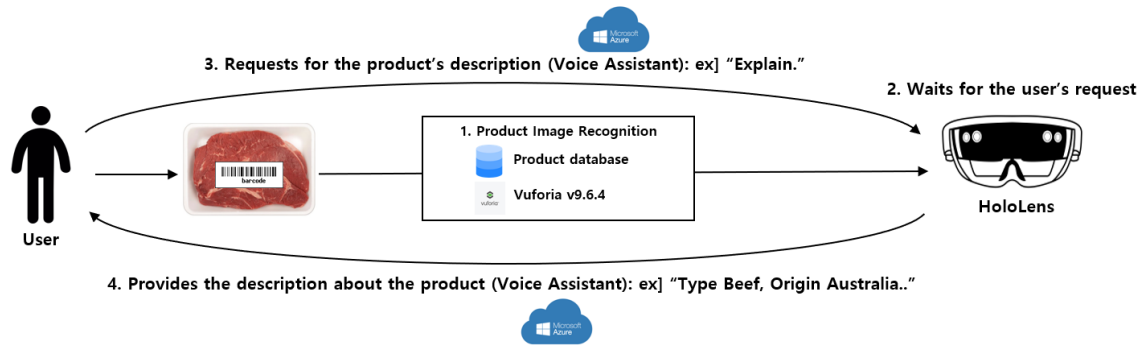 Microsoft
Azure
3. Requests for the product's description (Voice Assistant): ex] “Explain.”
2. Waits for the user's request
1. Product Image Recognition
Product database
barcode
vuforia
Vuforia v9.6.4
HoloLens
User
4. Provides the description about the product (Voice Assistant): ex] “Type Beef, Origin Australia..”
Microsoft
Azure